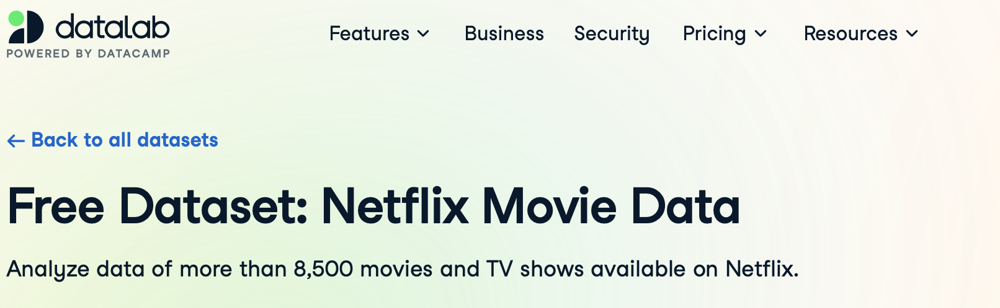 datalab
POWERED BY DATACAMP
Features Business Security Pricing Resources
← Back to all datasets
Free Dataset: Netflix Movie Data
Analyze data of more than 8,500 movies and TV shows available on Netflix.